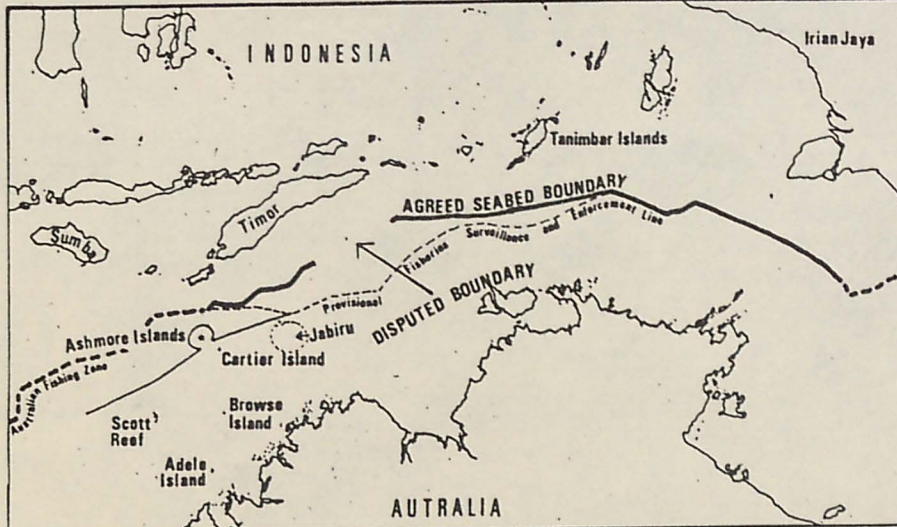 INDONESIA
Irian Jaya
Tanimbar Islands
AGREED SEABED BOUNDARY
Timor
Sumba
Provisional Fisheries Surveillance and Enforcement Line
DISPUTED BOUNDARY
Ashmore Islands
Jabiru
Cartier Island
Australian Fishing Zone
Browse
Island
Scott
Reef
Adele
Island
AUTRALIA